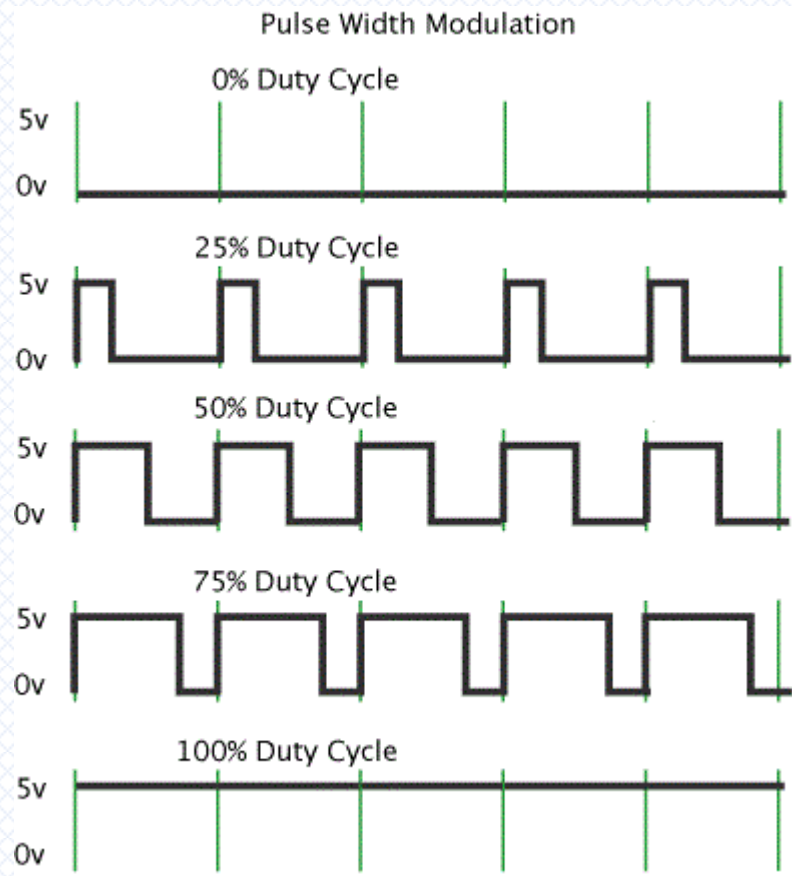 Pulse Width Modulation
0% Duty Cycle
5v
0v
25% Duty Cycle
5v
0v
50% Duty Cycle
5v
0v
75% Duty Cycle
5v
0v
100% Duty Cycle
5v
0v